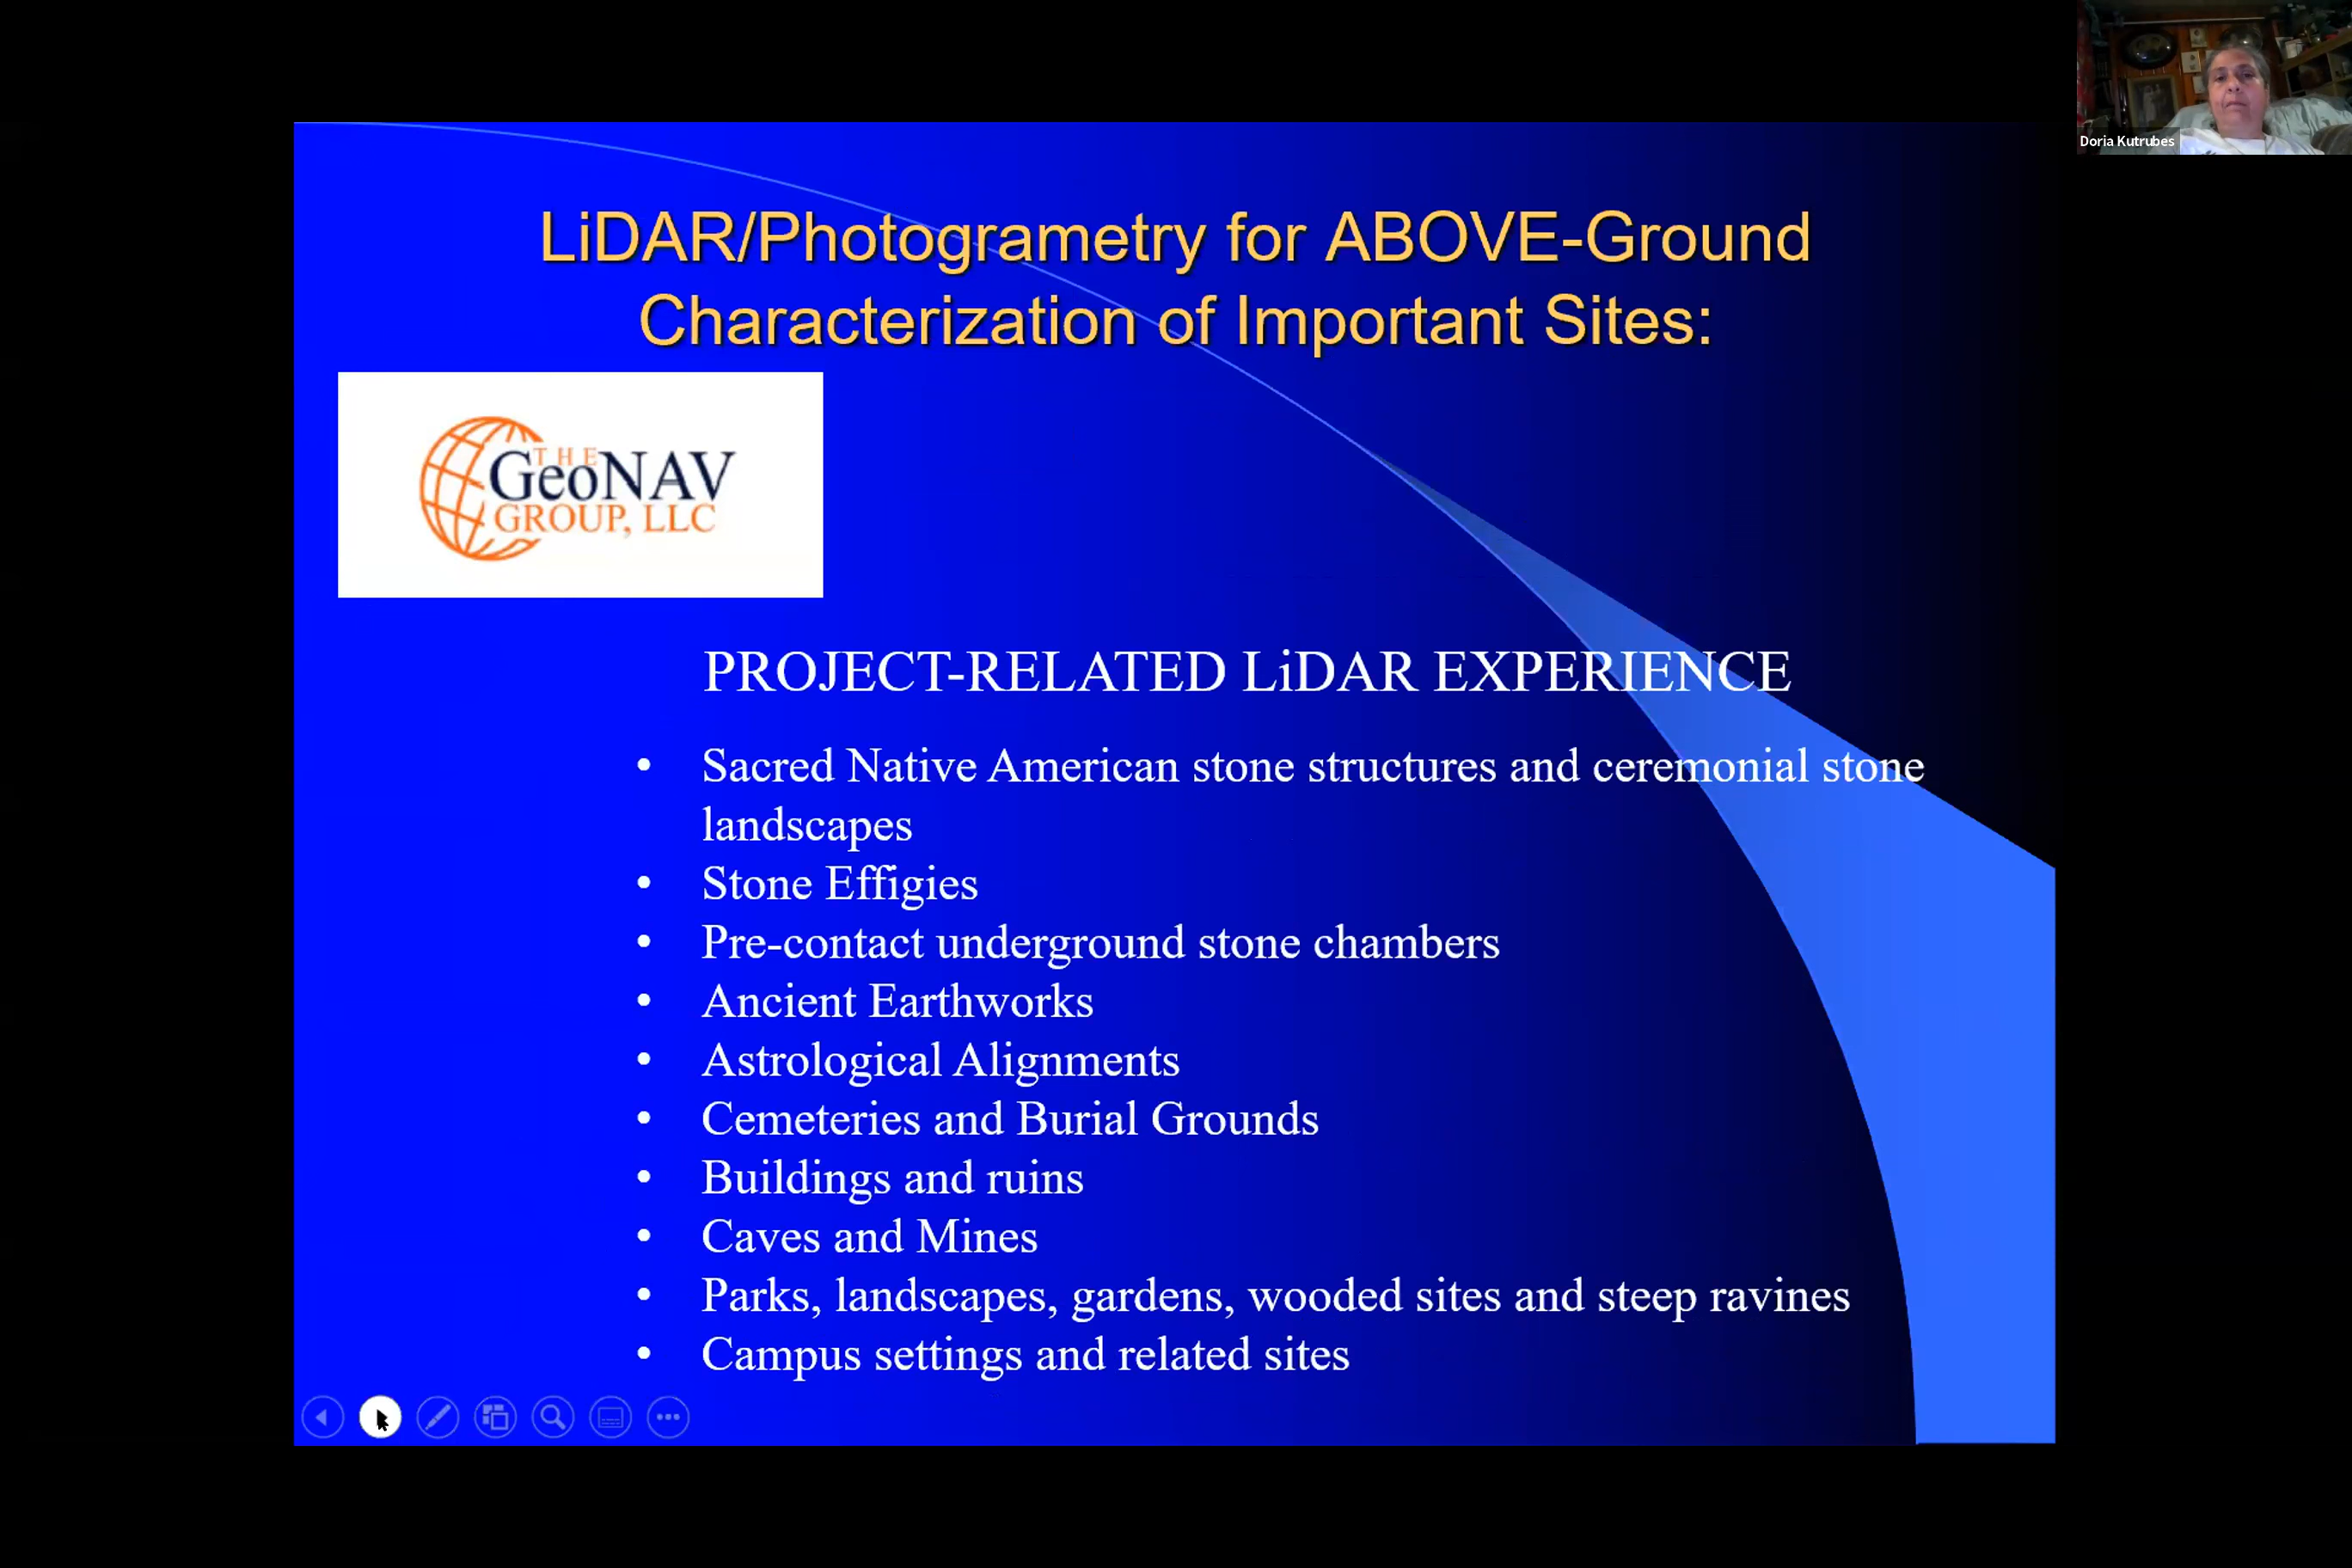 Doria Kutrubes
LiDAR/Photogrametry for ABOVE-Ground
Characterization of Important Sites:
THE
GeoNAV
GROUP, LLC
PROJECT-RELATED LiDAR EXPERIENCE
• Sacred Native American stone structures and ceremonial stone
landscapes
• Stone Effigies
• Pre-contact underground stone chambers
• Ancient Earthworks
• Astrological Alignments
• Cemeteries and Burial Grounds
• Buildings and ruins
• Caves and Mines
• Parks, landscapes, gardens, wooded sites and steep ravines
• Campus settings and related sites